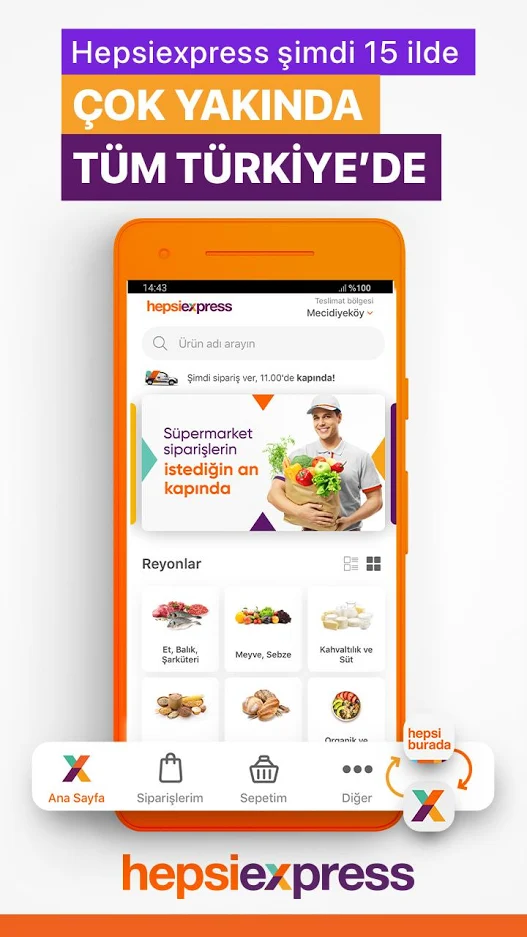 Hepsiexpress şimdi 15 ilde
ÇOK YAKINDA
TÜM TÜRKİYE’DE
14:43
%100
hepsiexpress
Teslimat bölgesi
Mecidiyeköy
Ürün adı arayın
Şimdi sipariş ver, 11.00'de kapında!
Süpermarket
siparişlerin
istediğin an
kapında
Reyonlar
Et, Balık,
Şarküteri
Meyve, Sebze
Kahvaltılık ve
Süt
Organik ve
hepsi
burada
Ana Sayfa
Siparişlerim
Sepetim
Diğer
hepsiexpress